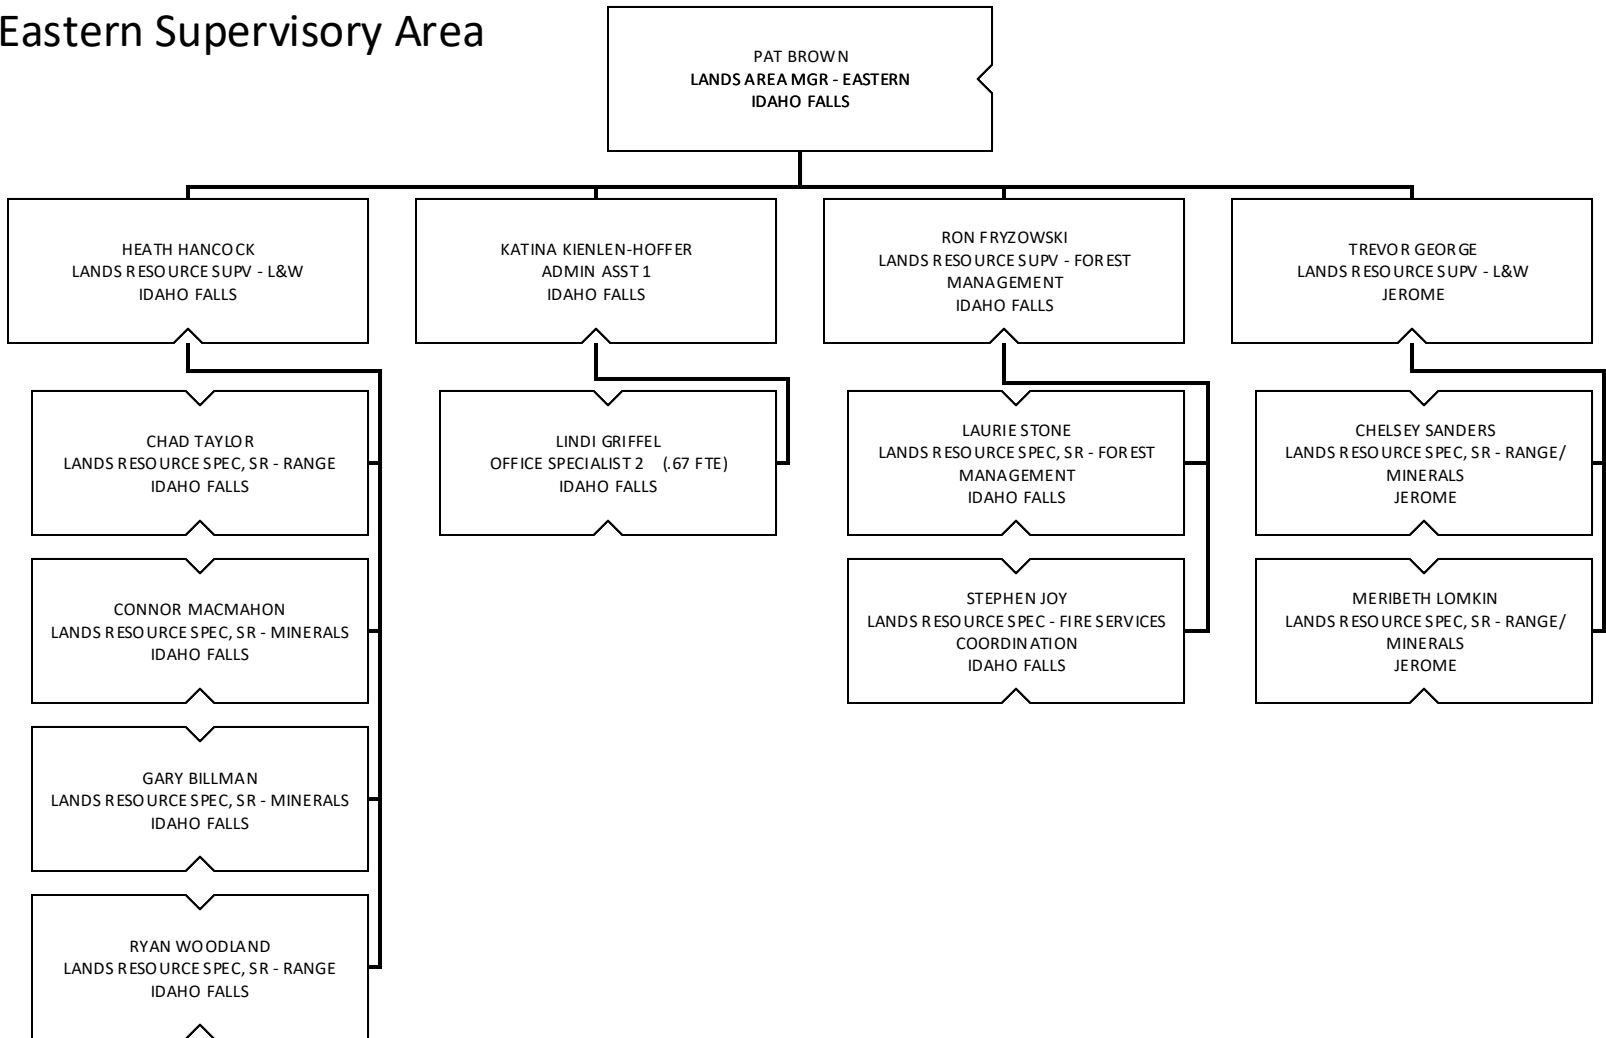 Eastern Supervisory Area
PAT BROWN
LANDS AREA MGR - EASTERN
IDAHO FALLS
HEATH HANCOCK
LANDS RESOURCE SUPV - L&W
IDAHO FALLS
KATINA KIENLEN-HOFFER
ADMIN ASST 1
IDAHO FALLS
RON FRYZOWSKI
LANDS RESOURCE SUPV - FOREST
MANAGEMENT
IDAHO FALLS
TREVOR GEORGE
LANDS RESOURCE SUPV - L&W
JEROME
CHAD TAYLOR
LANDS RESOURCE SPEC, SR - RANGE
IDAHO FALLS
LINDI GRIFFEL
OFFICE SPECIALIST 2 (.67 FTE)
IDAHO FALLS
LAURIE STONE
LANDS RESOURCE SPEC, SR - FOREST
MANAGEMENT
IDAHO FALLS
CHELSEY SANDERS
LANDS RESOURCE SPEC, SR - RANGE/
MINERALS
JEROME
CONNOR MACMAHON
LANDS RESOURCE SPEC, SR - MINERALS
IDAHO FALLS
STEPHEN JOY
LANDS RESOURCE SPEC - FIRE SERVICES
COORDINATION
IDAHO FALLS
MERIBETH LOMKIN
LANDS RESOURCE SPEC, SR - RANGE/
MINERALS
JEROME
GARY BILLMAN
LANDS RESOURCE SPEC, SR - MINERALS
IDAHO FALLS
RYAN WOODLAND
LANDS RESOURCE SPEC, SR - RANGE
IDAHO FALLS